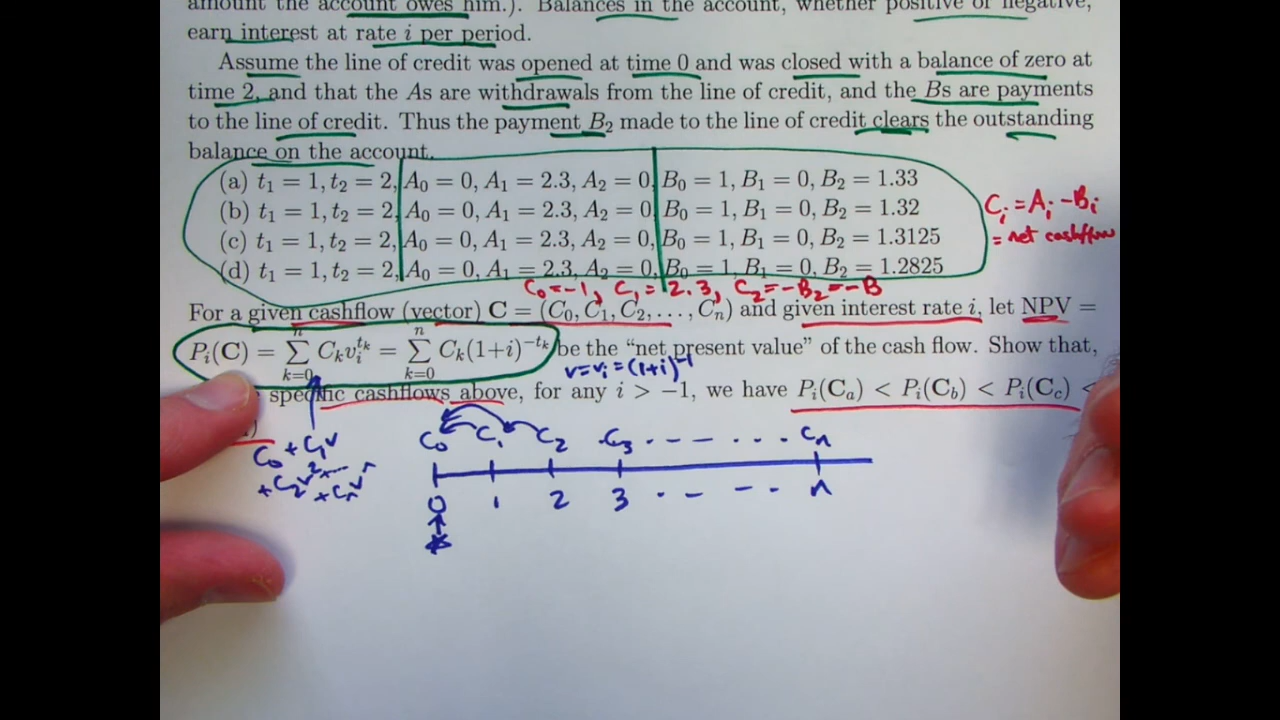 amount the account owes him.). Balances in the account, whether positive or negative,
earn interest at rate i per period.
Assume the line of credit was opened at time 0 and was closed with a balance of zero at
time 2, and that the As are withdrawals from the line of credit, and the Bs are payments
to the line of credit. Thus the payment B₂ made to the line of credit clears the outstanding
balance on the account.
(a) t₁ = 1, t₂ = 2, A₀ = 0, A₁ = 2.3, A₂ = 0, B₀ = 1, B₁ = 0, B₂ = 1.33
(b) t₁ = 1, t₂ = 2, A₀ = 0, A₁ = 2.3, A₂ = 0, B₀ = 1, B₁ = 0, B₂ = 1.32
(c) t₁ = 1, t₂ = 2, A₀ = 0, A₁ = 2.3, A₂ = 0, B₀ = 1, B₁ = 0, B₂ = 1.3125
(d) t₁ = 1, t₂ = 2, A₀ = 0, A₁ = 2.3, A₂ = 0, B₀ = 1, B₁ = 0, B₂ = 1.2825
Cᵢ = Aᵢ - Bᵢ
= net cashflow
C₀ = -1, C₁ = 2.3, C₂ = -B₂ = -B
For a given cashflow (vector) C = (C₀, C₁, C₂, . . . , Cₙ) and given interest rate i, let NPV =
Pᵢ(C) = ∑ₖ₌₀ⁿ Cₖvᵢ^{tₖ} = ∑ₖ₌₀ⁿ Cₖ(1+i)^{-tₖ} be the “net present value” of the cash flow. Show that,
v = vᵢ = (1+i)⁻¹
specific cashflows above, for any i > −1, we have Pᵢ(Cₐ) < Pᵢ(C_b) < Pᵢ(C_c) <
C₀ + C₁v
+ C₂v² + ...
+ Cₙvⁿ
C₀ C₁ C₂ C₃ . - - - . . . Cₙ
0 1 2 3 . - - - . n